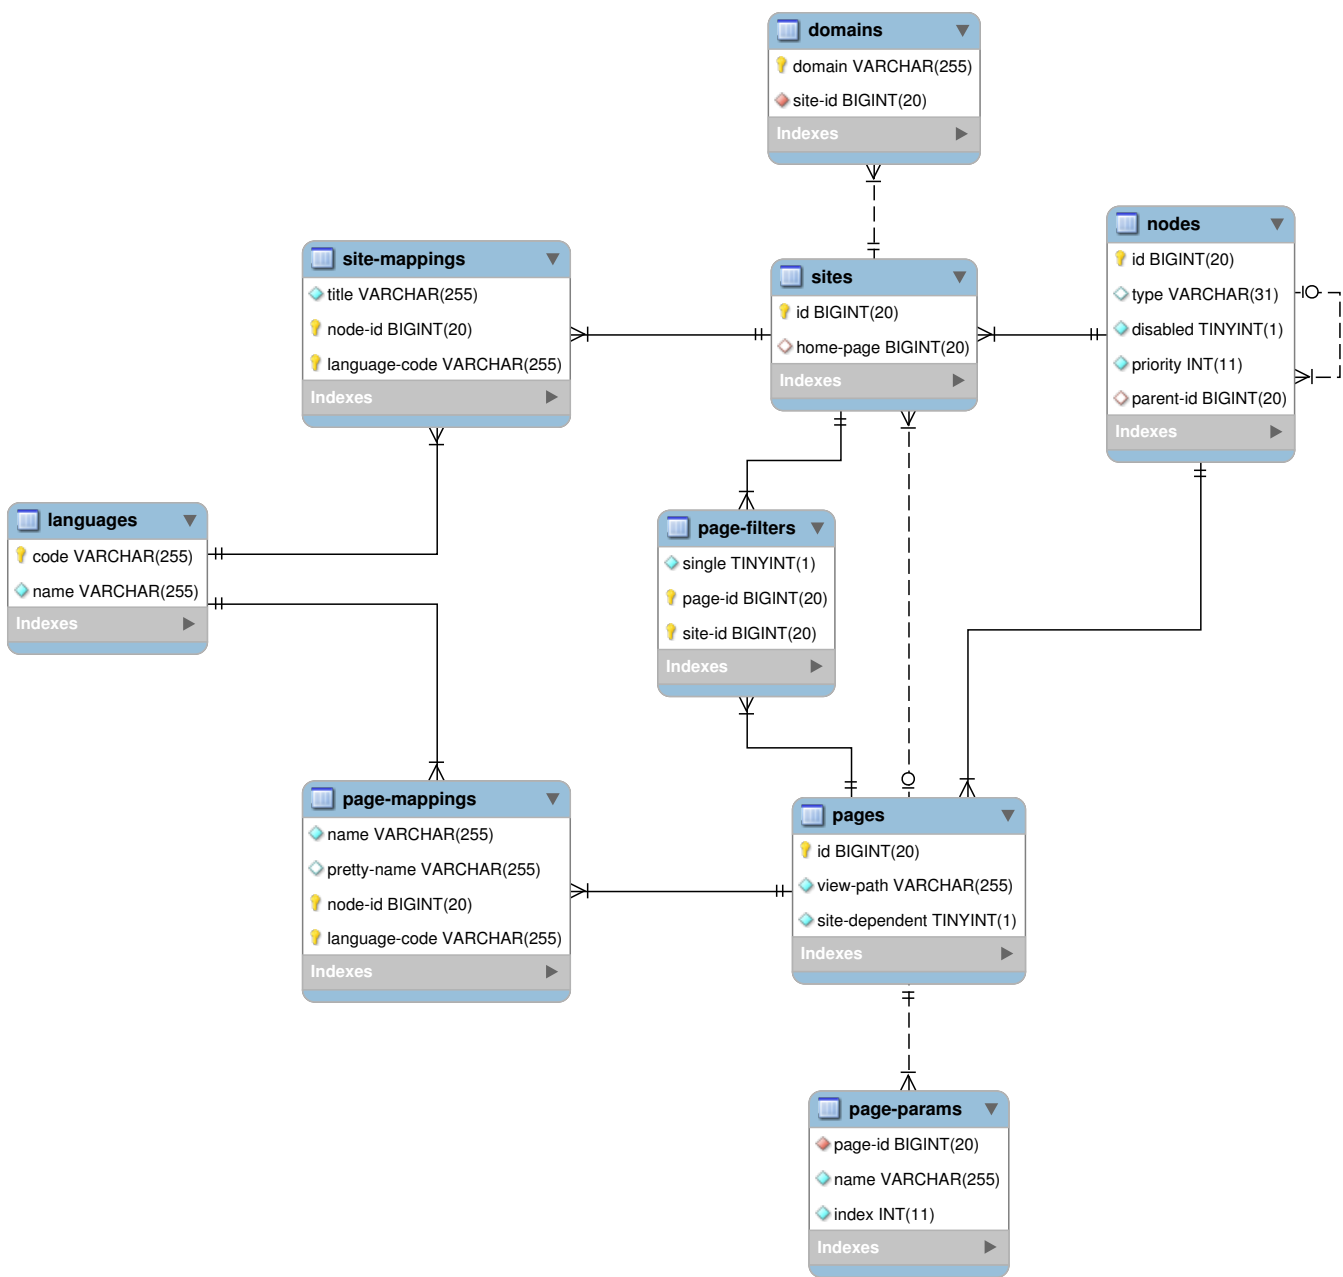 domains
domain VARCHAR(255)
site-id BIGINT(20)
Indexes
nodes
id BIGINT(20)
type VARCHAR(31)
disabled TINYINT(1)
priority INT(11)
parent-id BIGINT(20)
Indexes
site-mappings
title VARCHAR(255)
node-id BIGINT(20)
language-code VARCHAR(255)
Indexes
sites
id BIGINT(20)
home-page BIGINT(20)
Indexes
languages
code VARCHAR(255)
name VARCHAR(255)
Indexes
page-filters
single TINYINT(1)
page-id BIGINT(20)
site-id BIGINT(20)
Indexes
page-mappings
name VARCHAR(255)
pretty-name VARCHAR(255)
node-id BIGINT(20)
language-code VARCHAR(255)
Indexes
pages
id BIGINT(20)
view-path VARCHAR(255)
site-dependent TINYINT(1)
Indexes
page-params
page-id BIGINT(20)
name VARCHAR(255)
index INT(11)
Indexes